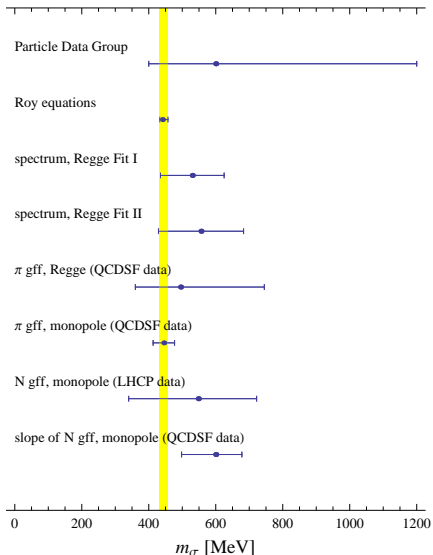 Particle Data Group
Roy equations
spectrum, Regge Fit I
spectrum, Regge Fit II
π gff, Regge (QCDSF data)
π gff, monopole (QCDSF data)
N gff, monopole (LHCP data)
slope of N gff, monopole (QCDSF data)
0 200 400 600 800 1000 1200
m_σ [MeV]